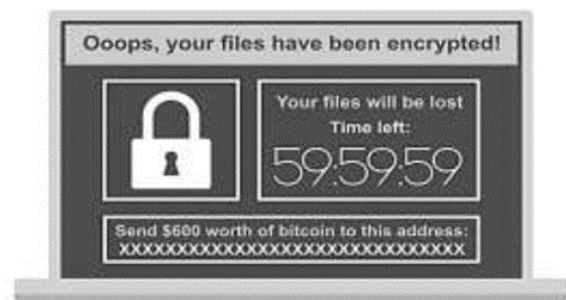 Ooops, your files have been encrypted!
Your files will be lost
Time left:
59:59:59
Send $600 worth of bitcoin to this address:
XXXXXXXXXXXXXXXXXXXXXXXXXXXXXX